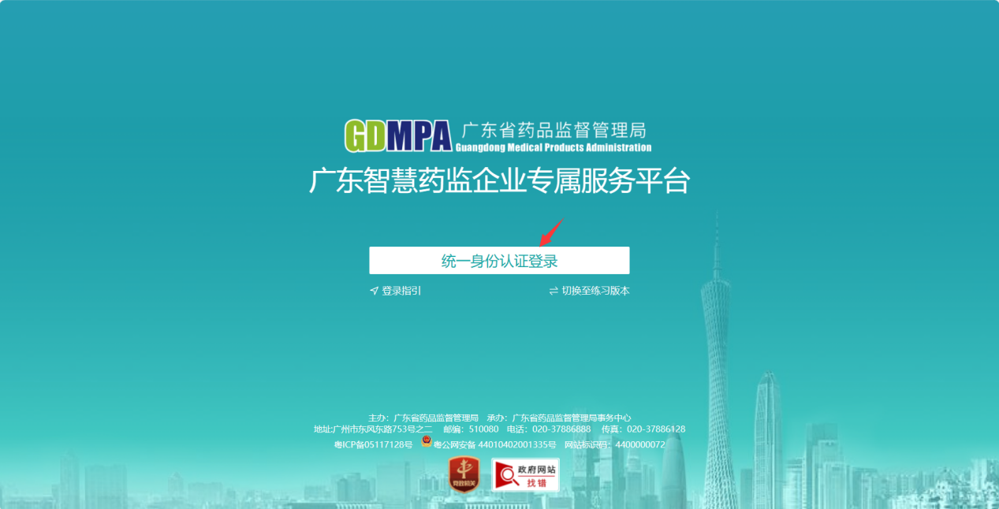 GDMPA 广东省药品监督管理局
Guangdong Medical Products Administration
广东智慧药监企业专属服务平台
统一身份认证登录
登录指引 切换至练习版本
主办：广东省药品监督管理局 承办：广东省药品监督管理局事务中心
地址:广州市东风东路753号之二 邮编：510080 电话：020-37886888 传真：020-37886128
粤ICP备05117128号 粤公网安备 44010402001335号 网站标识码：4400000072
党政机关 政府网站
找错